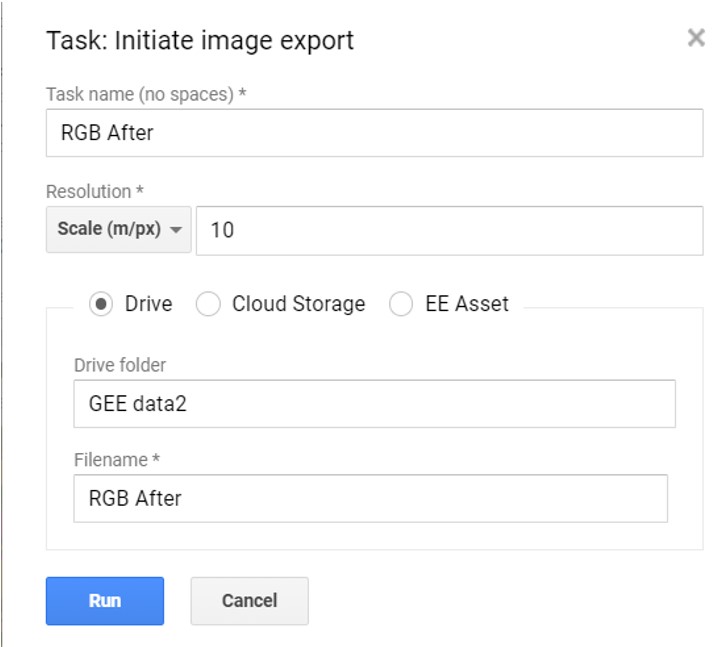 Task: Initiate image export
Task name (no spaces) *
RGB After
Resolution *
Scale (m/px) 10
Drive Cloud Storage EE Asset
Drive folder
GEE data2
Filename *
RGB After
Run Cancel